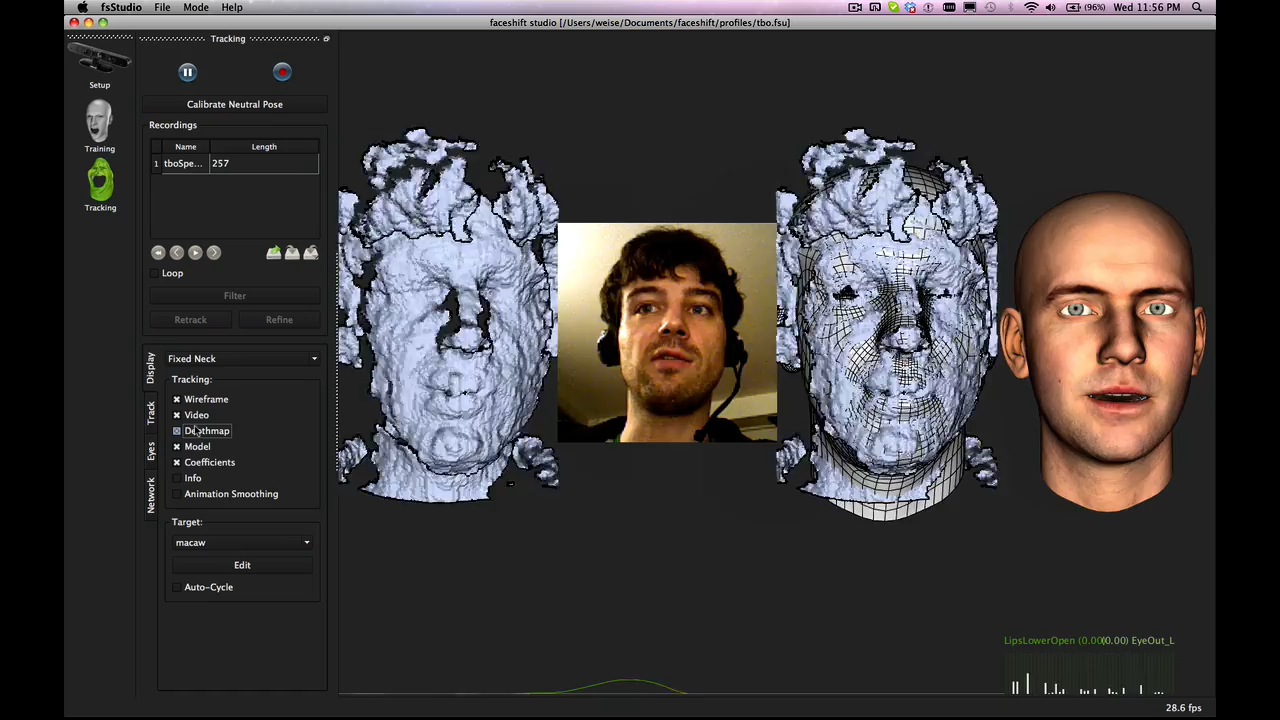 fsStudio File Mode Help
(96%) Wed 11:56 PM
faceshift studio [/Users/weise/Documents/faceshift/profiles/tbo.fsu]
Tracking
Setup
Training
Tracking
Calibrate Neutral Pose
Recordings
Name Length
1 tboSpe... 257
Loop
Filter
Retrack Refine
Display
Track
Eyes
Network
Fixed Neck
Tracking:
Wireframe
Video
Depthmap
Model
Coefficients
Info
Animation Smoothing
Target:
macaw
Edit
Auto-Cycle
LipsLowerOpen (0.00(0.00) EyeOut_L
28.6 fps